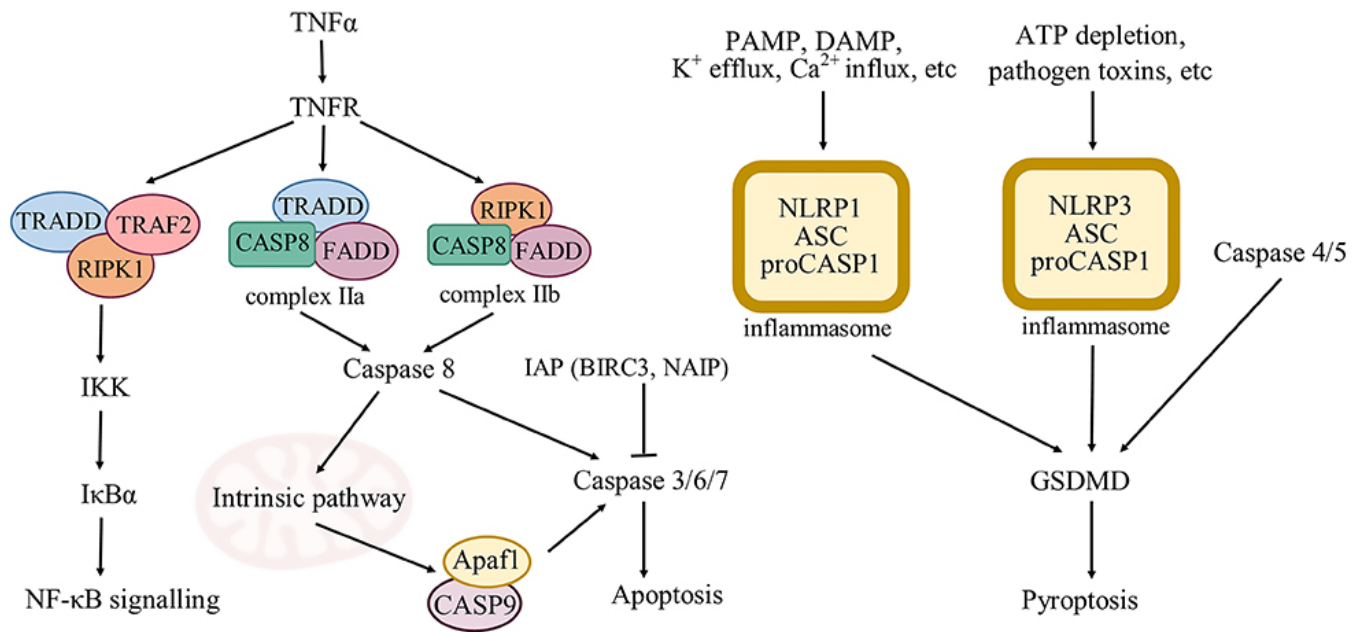 TNFα
TNFR
TRADD
TRAF2
RIPK1
IKK
IκBα
NF-κB signalling
TRADD
CASP8
FADD
complex IIa
RIPK1
CASP8
FADD
complex IIb
Caspase 8
Intrinsic pathway
Apaf1
CASP9
IAP (BIRC3, NAIP)
Caspase 3/6/7
Apoptosis
PAMP, DAMP,
K⁺ efflux, Ca²⁺ influx, etc
NLRP1
ASC
proCASP1
inflammasome
ATP depletion,
pathogen toxins, etc
NLRP3
ASC
proCASP1
inflammasome
Caspase 4/5
GSDMD
Pyroptosis